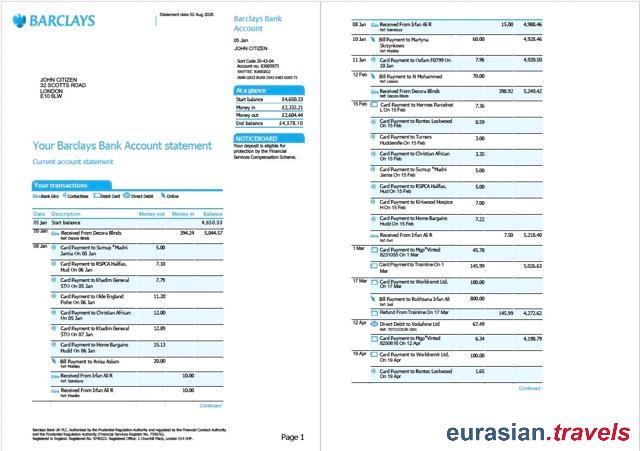 BARCLAYS
Statement date 02 Aug 2025
Barclays Bank
Account
05 Jan
JOHN CITIZEN
Sort Code 20-43-04
Account no. 83605973
SWIFTBIC BUKBGB22
IBAN GB22 BUKB 2043 0483 6059 73
JOHN CITIZEN
32 SCOTTS ROAD
LONDON
E10 6LW
At a glance
Start balance £4,650.33
Money in £2,332.21
Money out £2,604.44
End balance £4,378.10
NOTICEBOARD
Your deposit is eligible for
protection by the Financial
Services Compensation Scheme.
Your Barclays Bank Account statement
Current account statement
Your transactions
Giro Bank Giro Contactless Debit Card Direct Debit Online
Date Description Money out Money in Balance
05 Jan Start balance 4,650.33
05 Jan Giro Received From Decora Blinds 394.24 5,044.57
Ref: Decora Blinds
08 Jan Card Payment to Sumup *Madni 5.00
Jamia On 05 Jan
Card Payment to RSPCA Halifax, 7.10
Hud On 06 Jan
Card Payment to Khadim General 7.79
STO On 05 Jan
Card Payment to Olde England 11.20
Fishe On 06 Jan
Card Payment to Christian African 12.00
On 05 Jan
Card Payment to Khadim General 12.89
STO On 07 Jan
Card Payment to Home Bargains 15.13
Hudd On 06 Jan
Bill Payment to Anisa Aslam 20.00
Ref: Mobiles
Giro Received From Irfan Ali R 10.00
Ref: Sainsbury
Giro Received From Irfan Ali R 10.00
Ref: Khadim
Continued
Barclays Bank UK PLC. Authorised by the Prudential Regulation Authority and regulated by the Financial Conduct Authority
and the Prudential Regulation Authority (Financial Services Register No. 759676).
Registered in England. Registered No. 9740322. Registered Office: 1 Churchill Place, London E14 5HP.
Page 1
08 Jan Giro Received From Irfan Ali R 15.00 4,988.46
Ref: Sainsbury
10 Jan Bill Payment to Martyna 60.00 4,928.46
Skrzynkows
Ref: Mortimer
11 Jan Card Payment to Oxfam F0799 On 7.96 4,920.50
10 Jan
12 Feb Bill Payment to N Mohammed 70.00
Ref: Lesson
Giro Received From Decora Blinds 398.92 5,249.42
Ref: Decora Blinds
15 Feb Card Payment to Hermes Parcelnet 7.36
L On 15 Feb
Card Payment to Rontec Lockwood 0.59
On 15 Feb
Card Payment to Turners 3.00
Huddersfie On 15 Feb
Card Payment to Christian African 3.35
On 15 Feb
Card Payment to Sumup *Madni 5.00
Jamia On 15 Feb
Card Payment to RSPCA Halifax, 5.00
Hud On 15 Feb
Card Payment to Kirkwood Hospice 7.00
H On 15 Feb
Card Payment to Home Bargains 7.22
Hudd On 15 Feb
Giro Received From Irfan Ali R 7.50 5,218.40
Ref: Evri
1 Mar Card Payment to Mgp*Vinted 45.78
8231055 On 1 Mar
Card Payment to Trainline On 1 145.99 5,026.63
Mar
17 Mar Card Payment to Worldremit Ltd. 100.00
On 17 Mar
Bill Payment to Rukhsana Irfan Ali 800.00
Refund From Trainline On 17 Mar 145.99 4,272.62
12 Apr Direct Debit to Vodafone Ltd 67.49
Card Payment to Mgp*Vinted 6.34 4,198.79
8250616 On 12 Apr
19 Apr Card Payment to Worldremit Ltd. 100.00
On 19 Apr
Card Payment to Rontec Lockwood 1.65
On 19 Apr
Continued
eurasian.travels